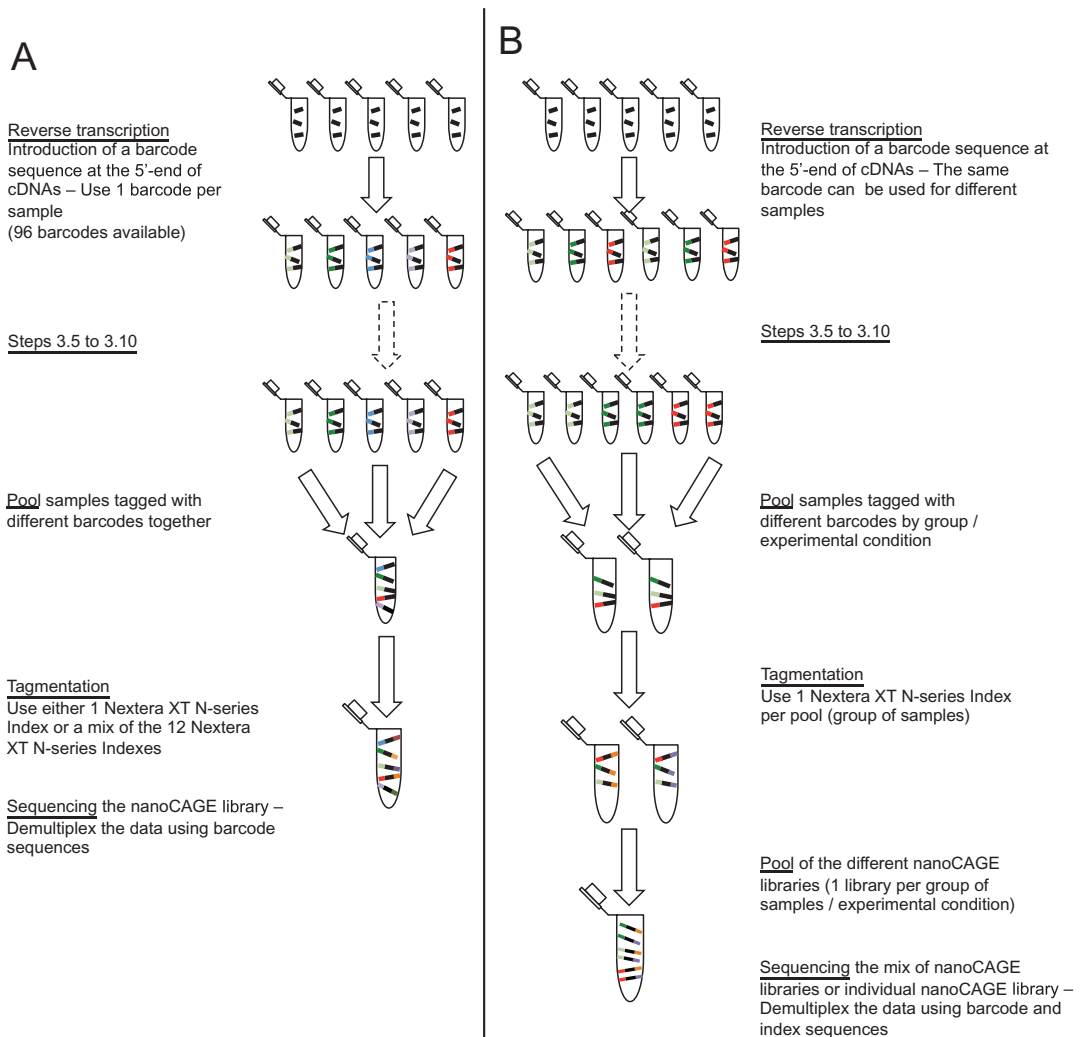 A
Reverse transcription
Introduction of a barcode
sequence at the 5’-end of
cDNAs – Use 1 barcode per
sample
(96 barcodes available)
Steps 3.5 to 3.10
Pool samples tagged with
different barcodes together
Tagmentation
Use either 1 Nextera XT N-series
Index or a mix of the 12 Nextera
XT N-series Indexes
Sequencing the nanoCAGE library –
Demultiplex the data using barcode
sequences
B
Reverse transcription
Introduction of a barcode sequence at
the 5’-end of cDNAs – The same
barcode can be used for different
samples
Steps 3.5 to 3.10
Pool samples tagged with
different barcodes by group /
experimental condition
Tagmentation
Use 1 Nextera XT N-series Index
per pool (group of samples)
Pool of the different nanoCAGE
libraries (1 library per group of
samples / experimental condition)
Sequencing the mix of nanoCAGE
libraries or individual nanoCAGE library –
Demultiplex the data using barcode and
index sequences